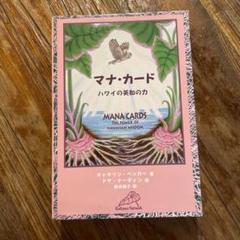 マナ・カード
ハワイの英知の力
MANA CARDS
THE POWER OF
HAWAIIAN WISDOM
キャサリン・ベッカー 著
ドヤ・ナーディン 画